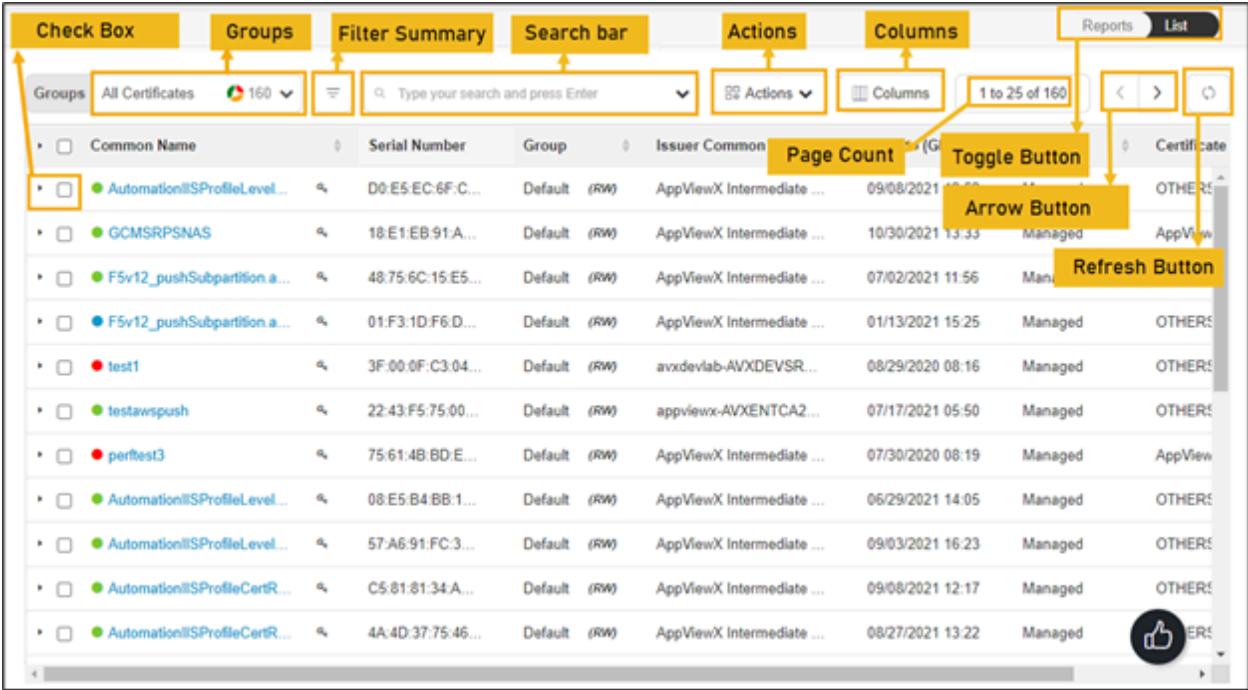 Check Box Groups Filter Summary Search bar Actions Columns Reports List
Groups All Certificates 160 Type your search and press Enter Actions Columns 1 to 25 of 160
Common Name Serial Number Group Issuer Common Page Count (G Toggle Button Certificate
AutomationIISProfileLevel... D0:E5:EC:6F:C... Default (RW) AppViewX Intermediate ... 09/08/2021 OTHERS
Arrow Button
GCMSRPSNAS 18:E1:EB:91:A... Default (RW) AppViewX Intermediate ... 10/30/2021 13:33 Managed AppView
Refresh Button
F5v12_pushSubpartition.a... 48:75:6C:15:E5... Default (RW) AppViewX Intermediate ... 07/02/2021 11:56 Mana
F5v12_pushSubpartition.a... 01:F3:1D:F6:D... Default (RW) AppViewX Intermediate ... 01/13/2021 15:25 Managed OTHERS
test1 3F:00:0F:C3:04... Default (RW) avxdevlab-AVXDEVSR... 08/29/2020 08:16 Managed OTHERS
testawspush 22:43:F5:75:00... Default (RW) appviewx-AVXENTCA2... 07/17/2021 05:50 Managed OTHERS
perftest3 75:61:4B:BD:E... Default (RW) AppViewX Intermediate ... 07/30/2020 08:19 Managed AppView
AutomationIISProfileLevel... 08:E5:B4:BB:1... Default (RW) AppViewX Intermediate ... 06/29/2021 14:05 Managed OTHERS
AutomationIISProfileLevel... 57:A6:91:FC:3... Default (RW) AppViewX Intermediate ... 09/03/2021 16:23 Managed OTHERS
AutomationIISProfileCertR... C5:81:81:34:A... Default (RW) AppViewX Intermediate ... 09/08/2021 12:17 Managed OTHERS
AutomationIISProfileCertR... 4A:4D:37:75:46... Default (RW) AppViewX Intermediate ... 08/27/2021 13:22 Managed ERS